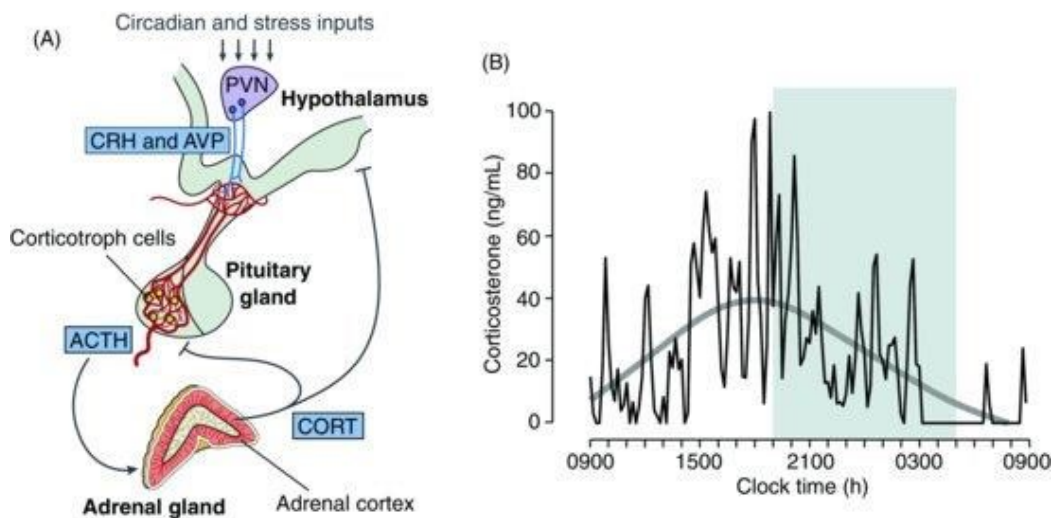 (A)
Circadian and stress inputs
PVN
Hypothalamus
CRH and AVP
Corticotroph cells
Pituitary
gland
ACTH
CORT
Adrenal gland
Adrenal cortex
(B)
Corticosterone (ng/mL)
100
80
60
40
20
0
0900 1500 2100 0300 0900
Clock time (h)